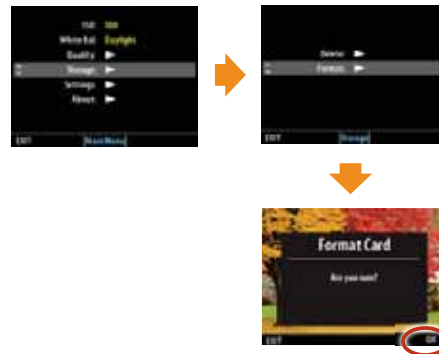 ISO 100
White Bal Daylight
Quality
Storage
Settings
About
EXIT Main Menu
Delete
Format
EXIT Storage
Format Card
Are you sure?
EXIT OK